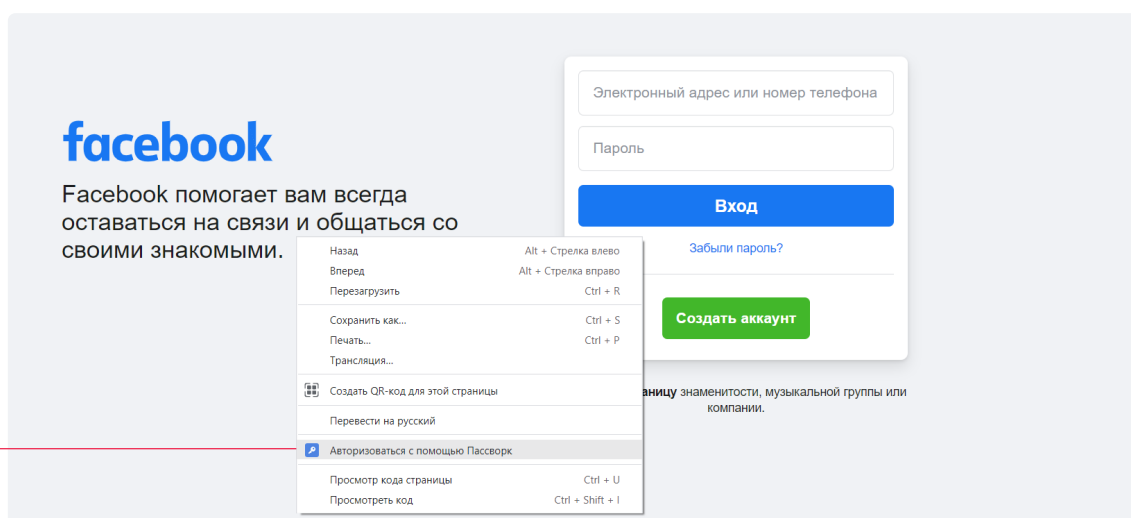 facebook
Facebook помогает вам всегда
оставаться на связи и общаться со
своими знакомыми.
Электронный адрес или номер телефона
Пароль
Вход
Забыли пароль?
Создать аккаунт
знаменитости, музыкальной группы или
компании.
Назад Alt + Стрелка влево
Вперед Alt + Стрелка вправо
Перезагрузить Ctrl + R
Сохранить как... Ctrl + S
Печать... Ctrl + P
Трансляция...
Создать QR-код для этой страницы
Перевести на русский
Авторизоваться с помощью Пассворк
Просмотр кода страницы Ctrl + U
Просмотреть код Ctrl + Shift + I